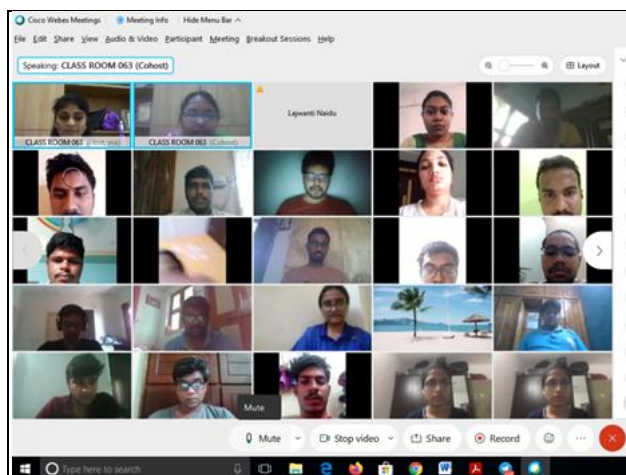 Cisco Webex Meetings Meeting Info Hide Menu Bar
File Edit Share View Audio & Video Participant Meeting Breakout Sessions Help
Speaking: CLASS ROOM 063 (Cohost)
Layout
Lajwanti Naidu
CLASS ROOM 063 (Host, me)
CLASS ROOM 063 (Cohost)
Mute
Mute Stop video Share Record
Type here to search